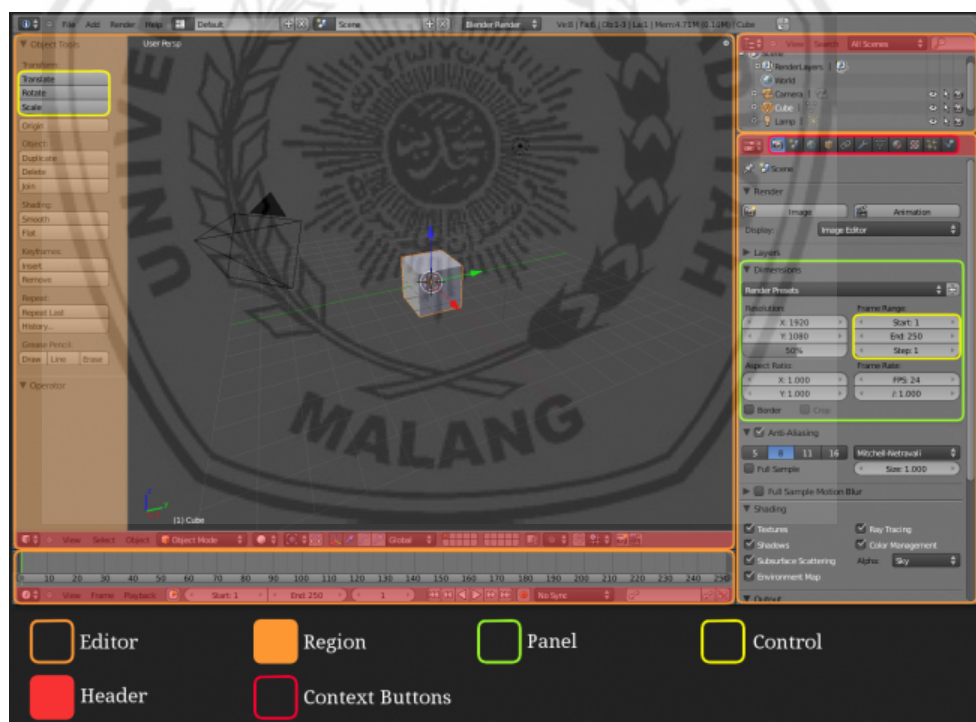 File Add Render Help Default Scene Blender Render
Object Tools
Transform:
Translate
Rotate
Scale
Origin
Object:
Duplicate
Delete
Join
Shading:
Smooth
Flat
Keyframes:
Insert
Remove
Repeat:
Repeat Last
History...
Grease Pencil:
Draw Line Erase
Operator
User Persp
MALANG
(1) Cube
View Select Object Object Mode Global
0 10 20 30 40 50 60 70 80 90 100 110 120 130 140 150 160 170 180 190 200 210 220 230 240 250
View Frame Playback Start: 1 End: 250 1 No Sync
View Search All Scenes
Scene
RenderLayers
World
Camera
Cube
Lamp
Scene
Render
Image Animation
Display: Image Editor
Layers
Dimensions
Render Presets
Resolution: Frame Range:
X: 1920 Start: 1
Y: 1080 End: 250
50% Step: 1
Aspect Ratio: Frame Rate:
X: 1.000 FPS: 24
Y: 1.000 /: 1.000
Border Crop
Anti-Aliasing
5 8 11 16 Mitchell-Netravali
Full Sample Size: 1.000
Full Sample Motion Blur
Shading
Textures Ray Tracing
Shadows Color Management
Subsurface Scattering Alpha: Sky
Environment Map
Output
Editor Region Panel Control
Header Context Buttons